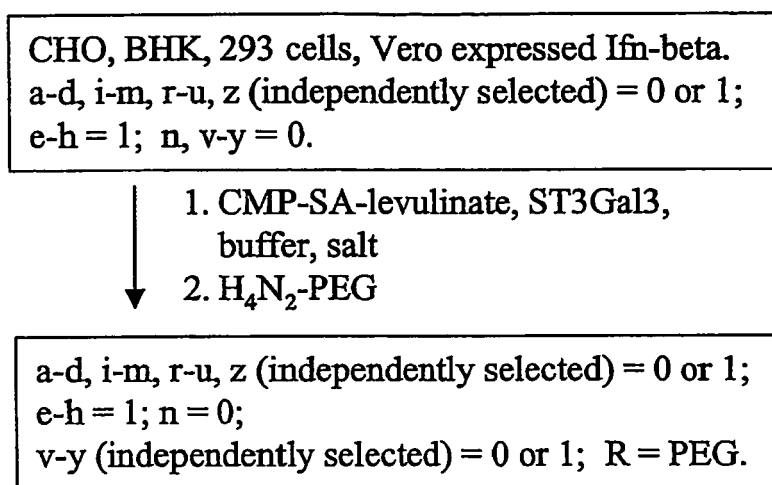 CHO, BHK, 293 cells, Vero expressed Ifn-beta.
a-d, i-m, r-u, z (independently selected) = 0 or 1;
e-h = 1; n, v-y = 0.
1. CMP-SA-levulinate, ST3Gal3,
buffer, salt
2. H₄N₂-PEG
a-d, i-m, r-u, z (independently selected) = 0 or 1;
e-h = 1; n = 0;
v-y (independently selected) = 0 or 1; R = PEG.